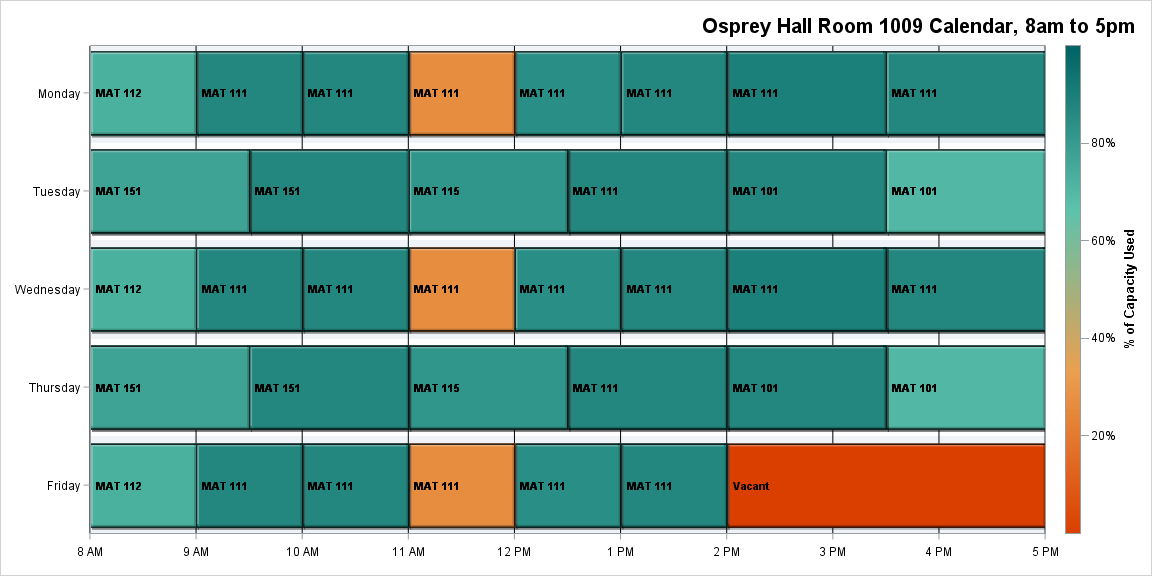 Osprey Hall Room 1009 Calendar, 8am to 5pm
Monday MAT 112 MAT 111 MAT 111 MAT 111 MAT 111 MAT 111 MAT 111 MAT 111
Tuesday MAT 151 MAT 151 MAT 115 MAT 111 MAT 101 MAT 101
Wednesday MAT 112 MAT 111 MAT 111 MAT 111 MAT 111 MAT 111 MAT 111 MAT 111
Thursday MAT 151 MAT 151 MAT 115 MAT 111 MAT 101 MAT 101
Friday MAT 112 MAT 111 MAT 111 MAT 111 MAT 111 MAT 111 Vacant
8 AM 9 AM 10 AM 11 AM 12 PM 1 PM 2 PM 3 PM 4 PM 5 PM
80%
60%
40%
20%
% of Capacity Used